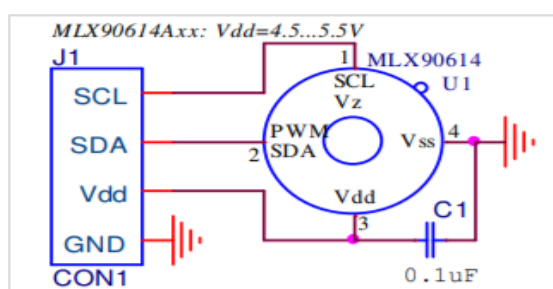 MLX90614Axx: Vdd=4.5...5.5V
J1
SCL
SDA
Vdd
GND
CON1
1
MLX90614
U1
SCL
Vz
PWM
SDA
2
Vss
4
Vdd
3
C1
0.1uF